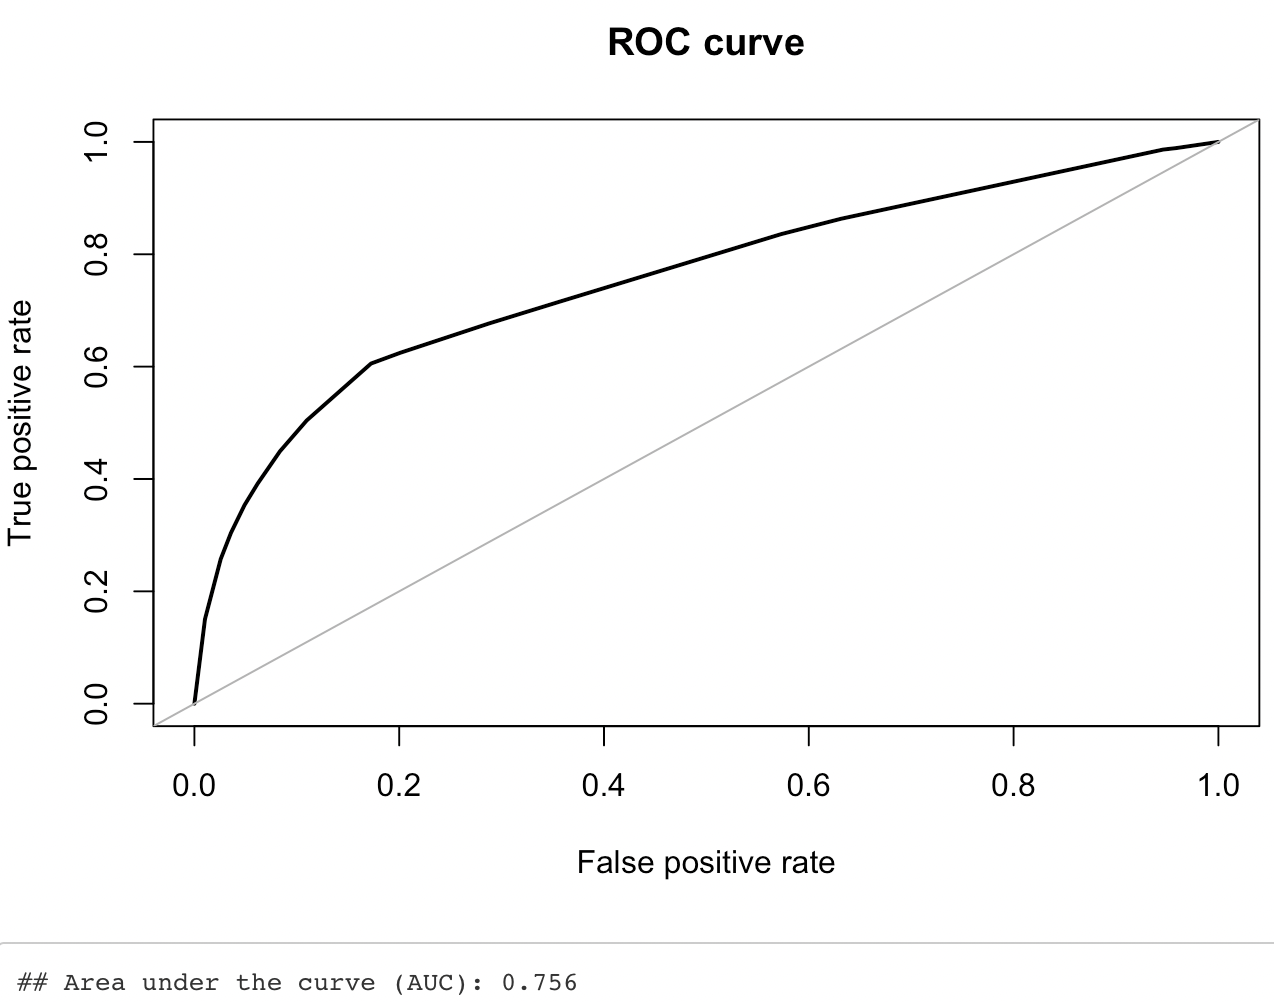 ROC curve
1.0
0.8
0.6
0.4
0.2
0.0
True positive rate
0.0 0.2 0.4 0.6 0.8 1.0
False positive rate
## Area under the curve (AUC): 0.756